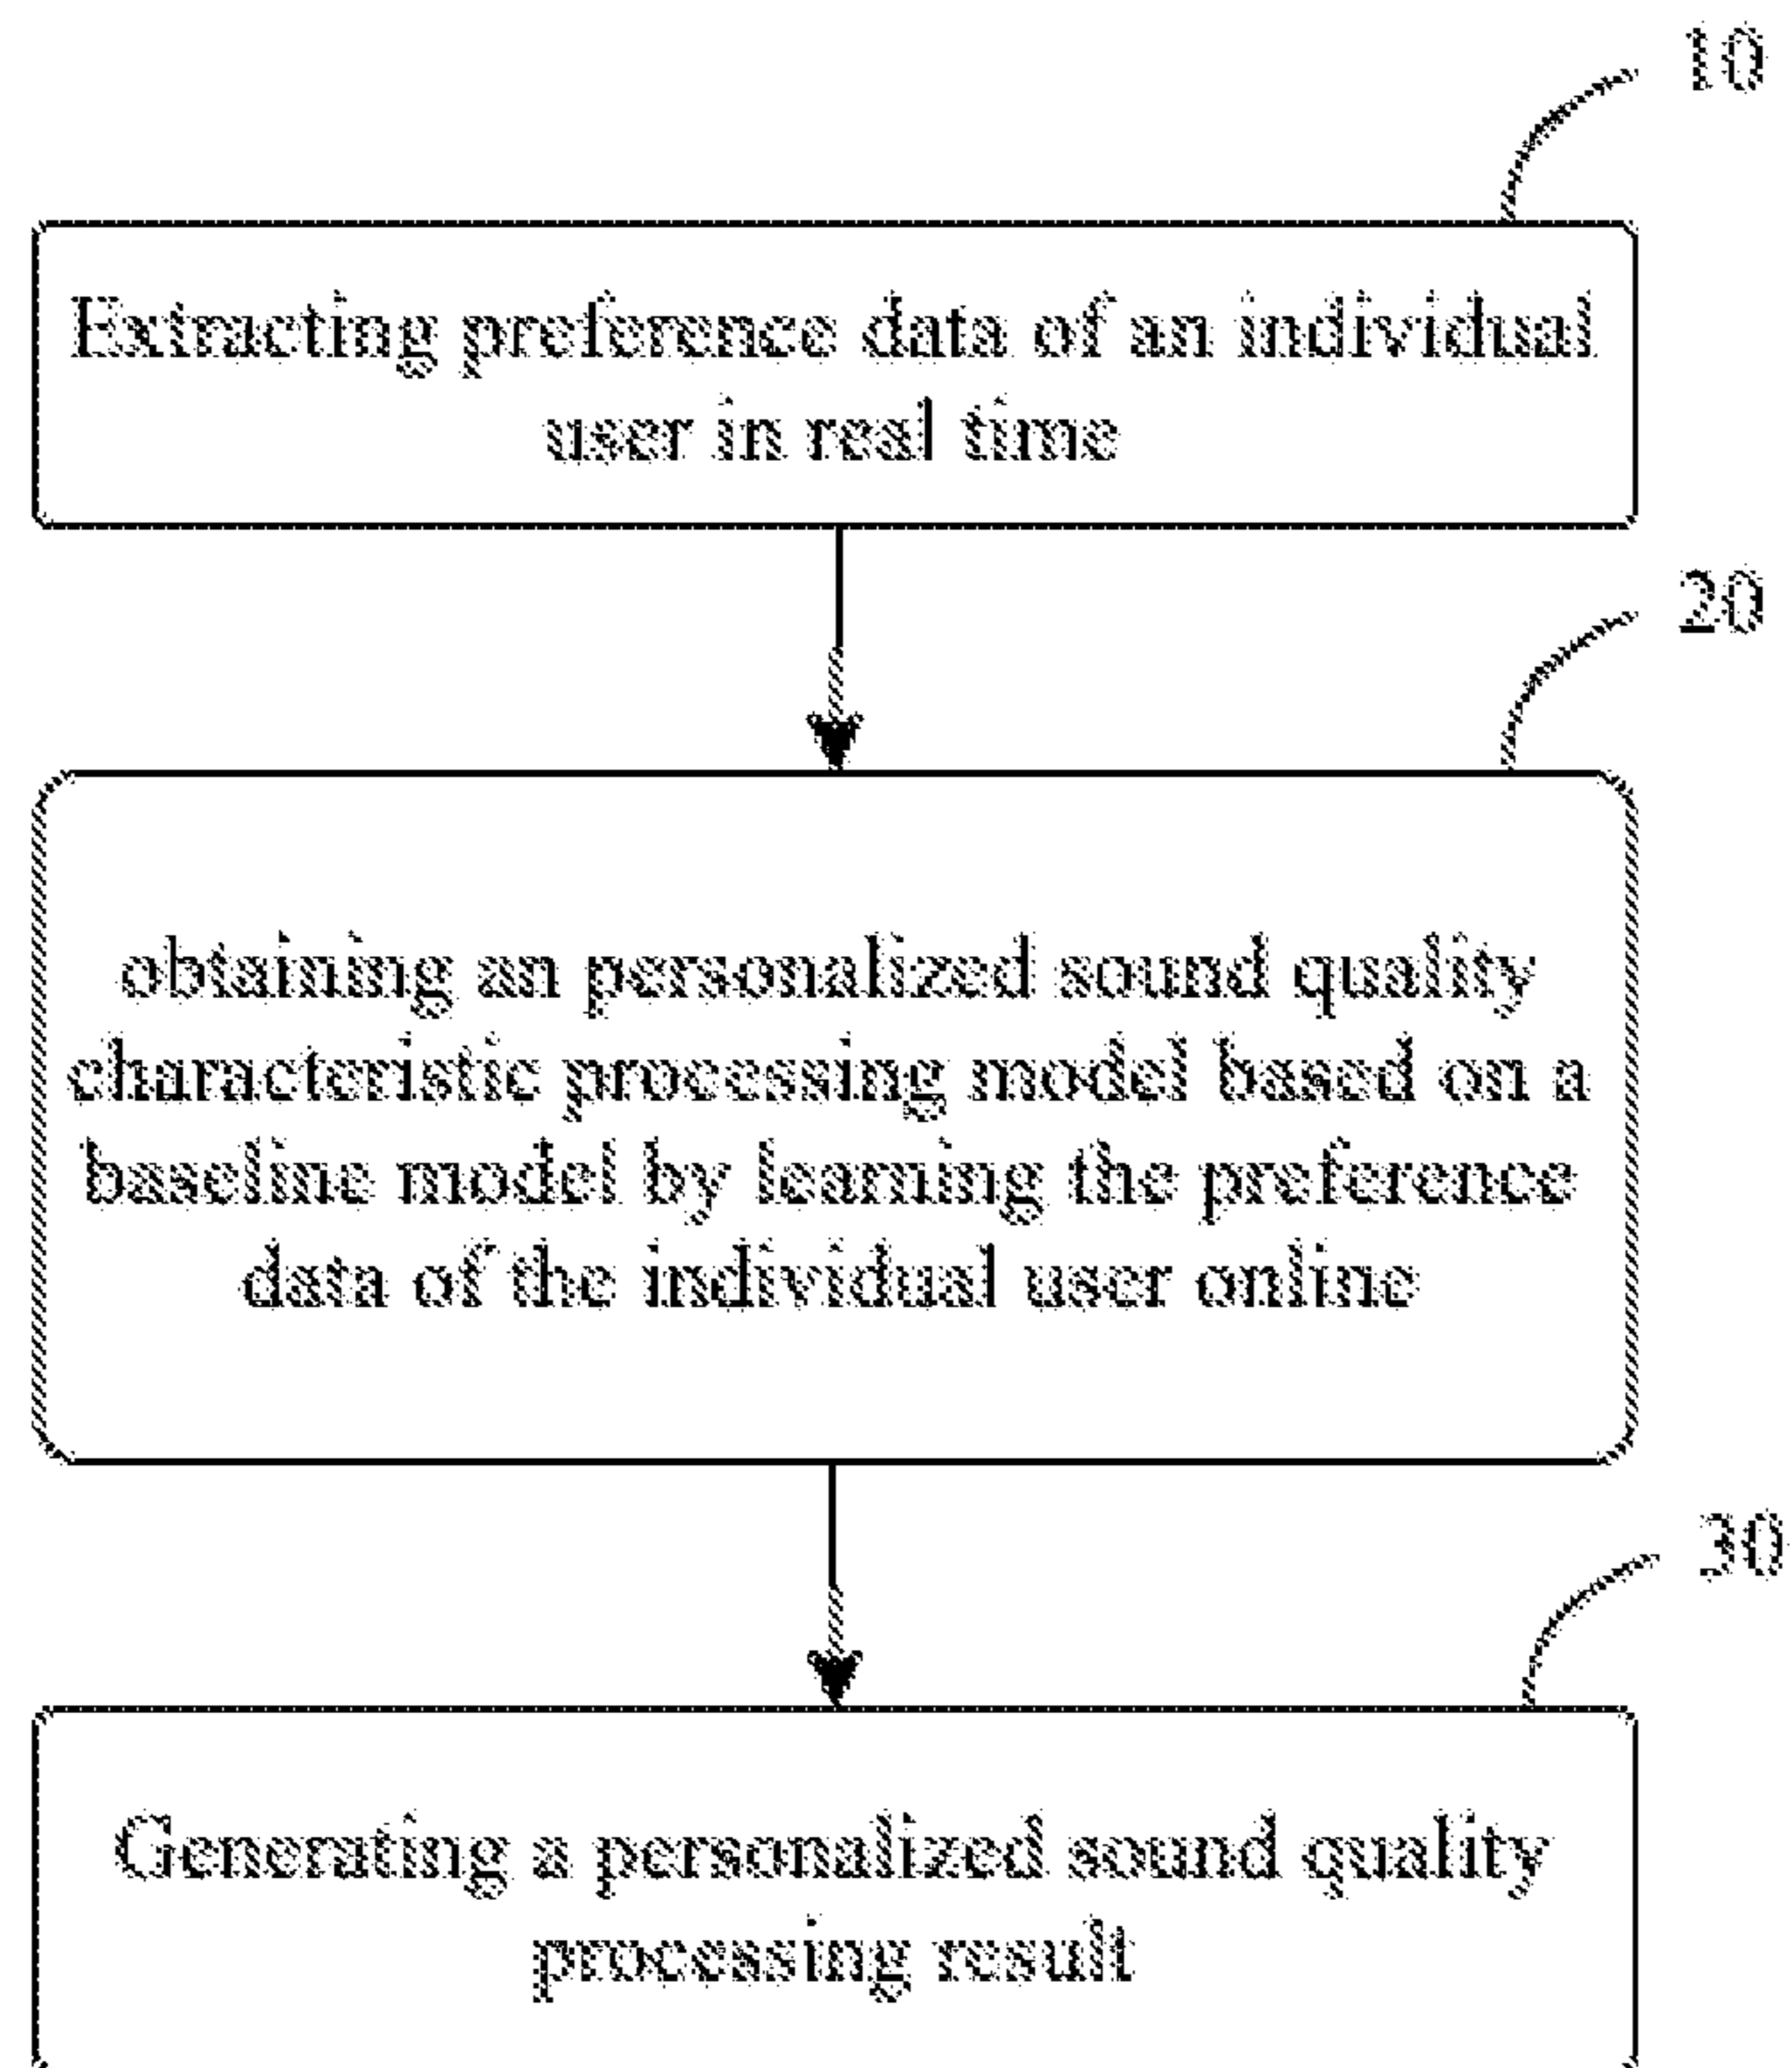 10
Extracting preference data of an individual
user in real time
20
obtaining an personalized sound quality
characteristic processing model based on a
baseline model by learning the preference
data of the individual user online
30
Generating a personalized sound quality
processing result